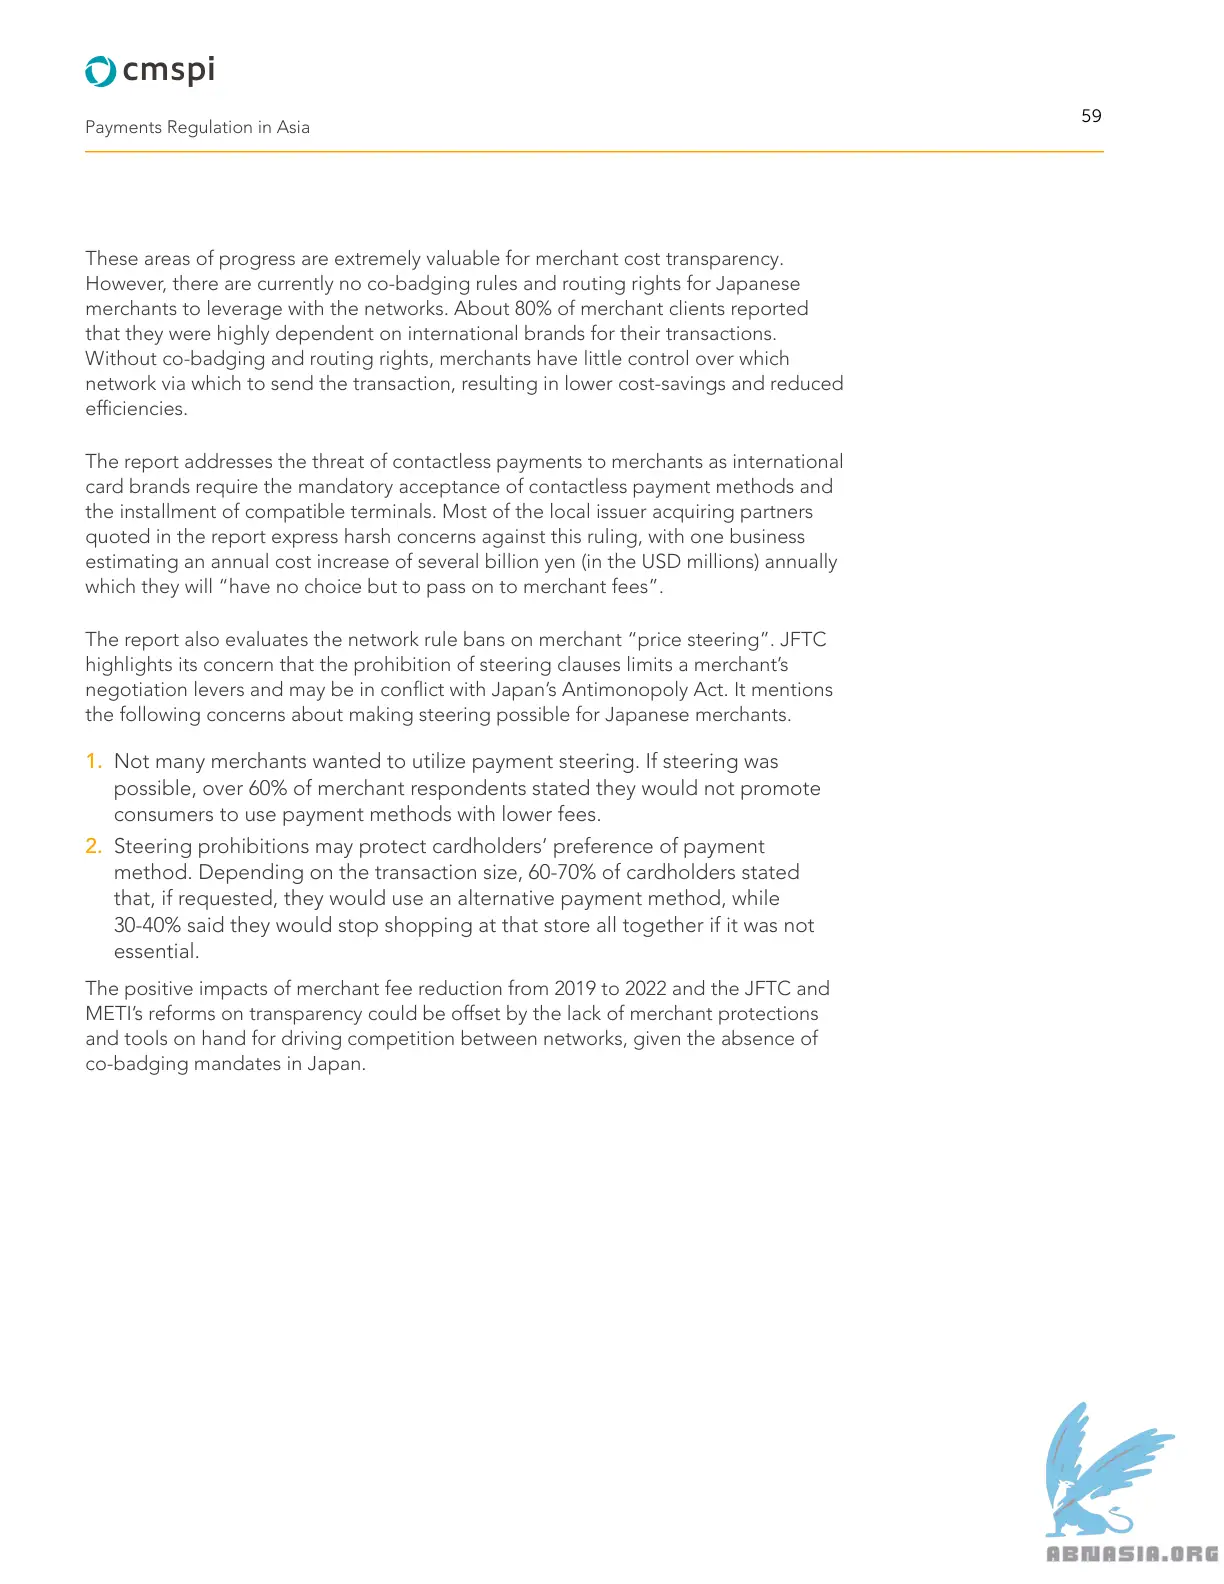 cmspi
Payments Regulation in Asia
59
These areas of progress are extremely valuable for merchant cost transparency.
However, there are currently no co-badging rules and routing rights for Japanese
merchants to leverage with the networks. About 80% of merchant clients reported
that they were highly dependent on international brands for their transactions.
Without co-badging and routing rights, merchants have little control over which
network via which to send the transaction, resulting in lower cost-savings and reduced
efficiencies.
The report addresses the threat of contactless payments to merchants as international
card brands require the mandatory acceptance of contactless payment methods and
the installment of compatible terminals. Most of the local issuer acquiring partners
quoted in the report express harsh concerns against this ruling, with one business
estimating an annual cost increase of several billion yen (in the USD millions) annually
which they will “have no choice but to pass on to merchant fees”.
The report also evaluates the network rule bans on merchant “price steering”. JFTC
highlights its concern that the prohibition of steering clauses limits a merchant’s
negotiation levers and may be in conflict with Japan’s Antimonopoly Act. It mentions
the following concerns about making steering possible for Japanese merchants.
1. Not many merchants wanted to utilize payment steering. If steering was
possible, over 60% of merchant respondents stated they would not promote
consumers to use payment methods with lower fees.
2. Steering prohibitions may protect cardholders’ preference of payment
method. Depending on the transaction size, 60-70% of cardholders stated
that, if requested, they would use an alternative payment method, while
30-40% said they would stop shopping at that store all together if it was not
essential.
The positive impacts of merchant fee reduction from 2019 to 2022 and the JFTC and
METI’s reforms on transparency could be offset by the lack of merchant protections
and tools on hand for driving competition between networks, given the absence of
co-badging mandates in Japan.
ABNASIA.ORG